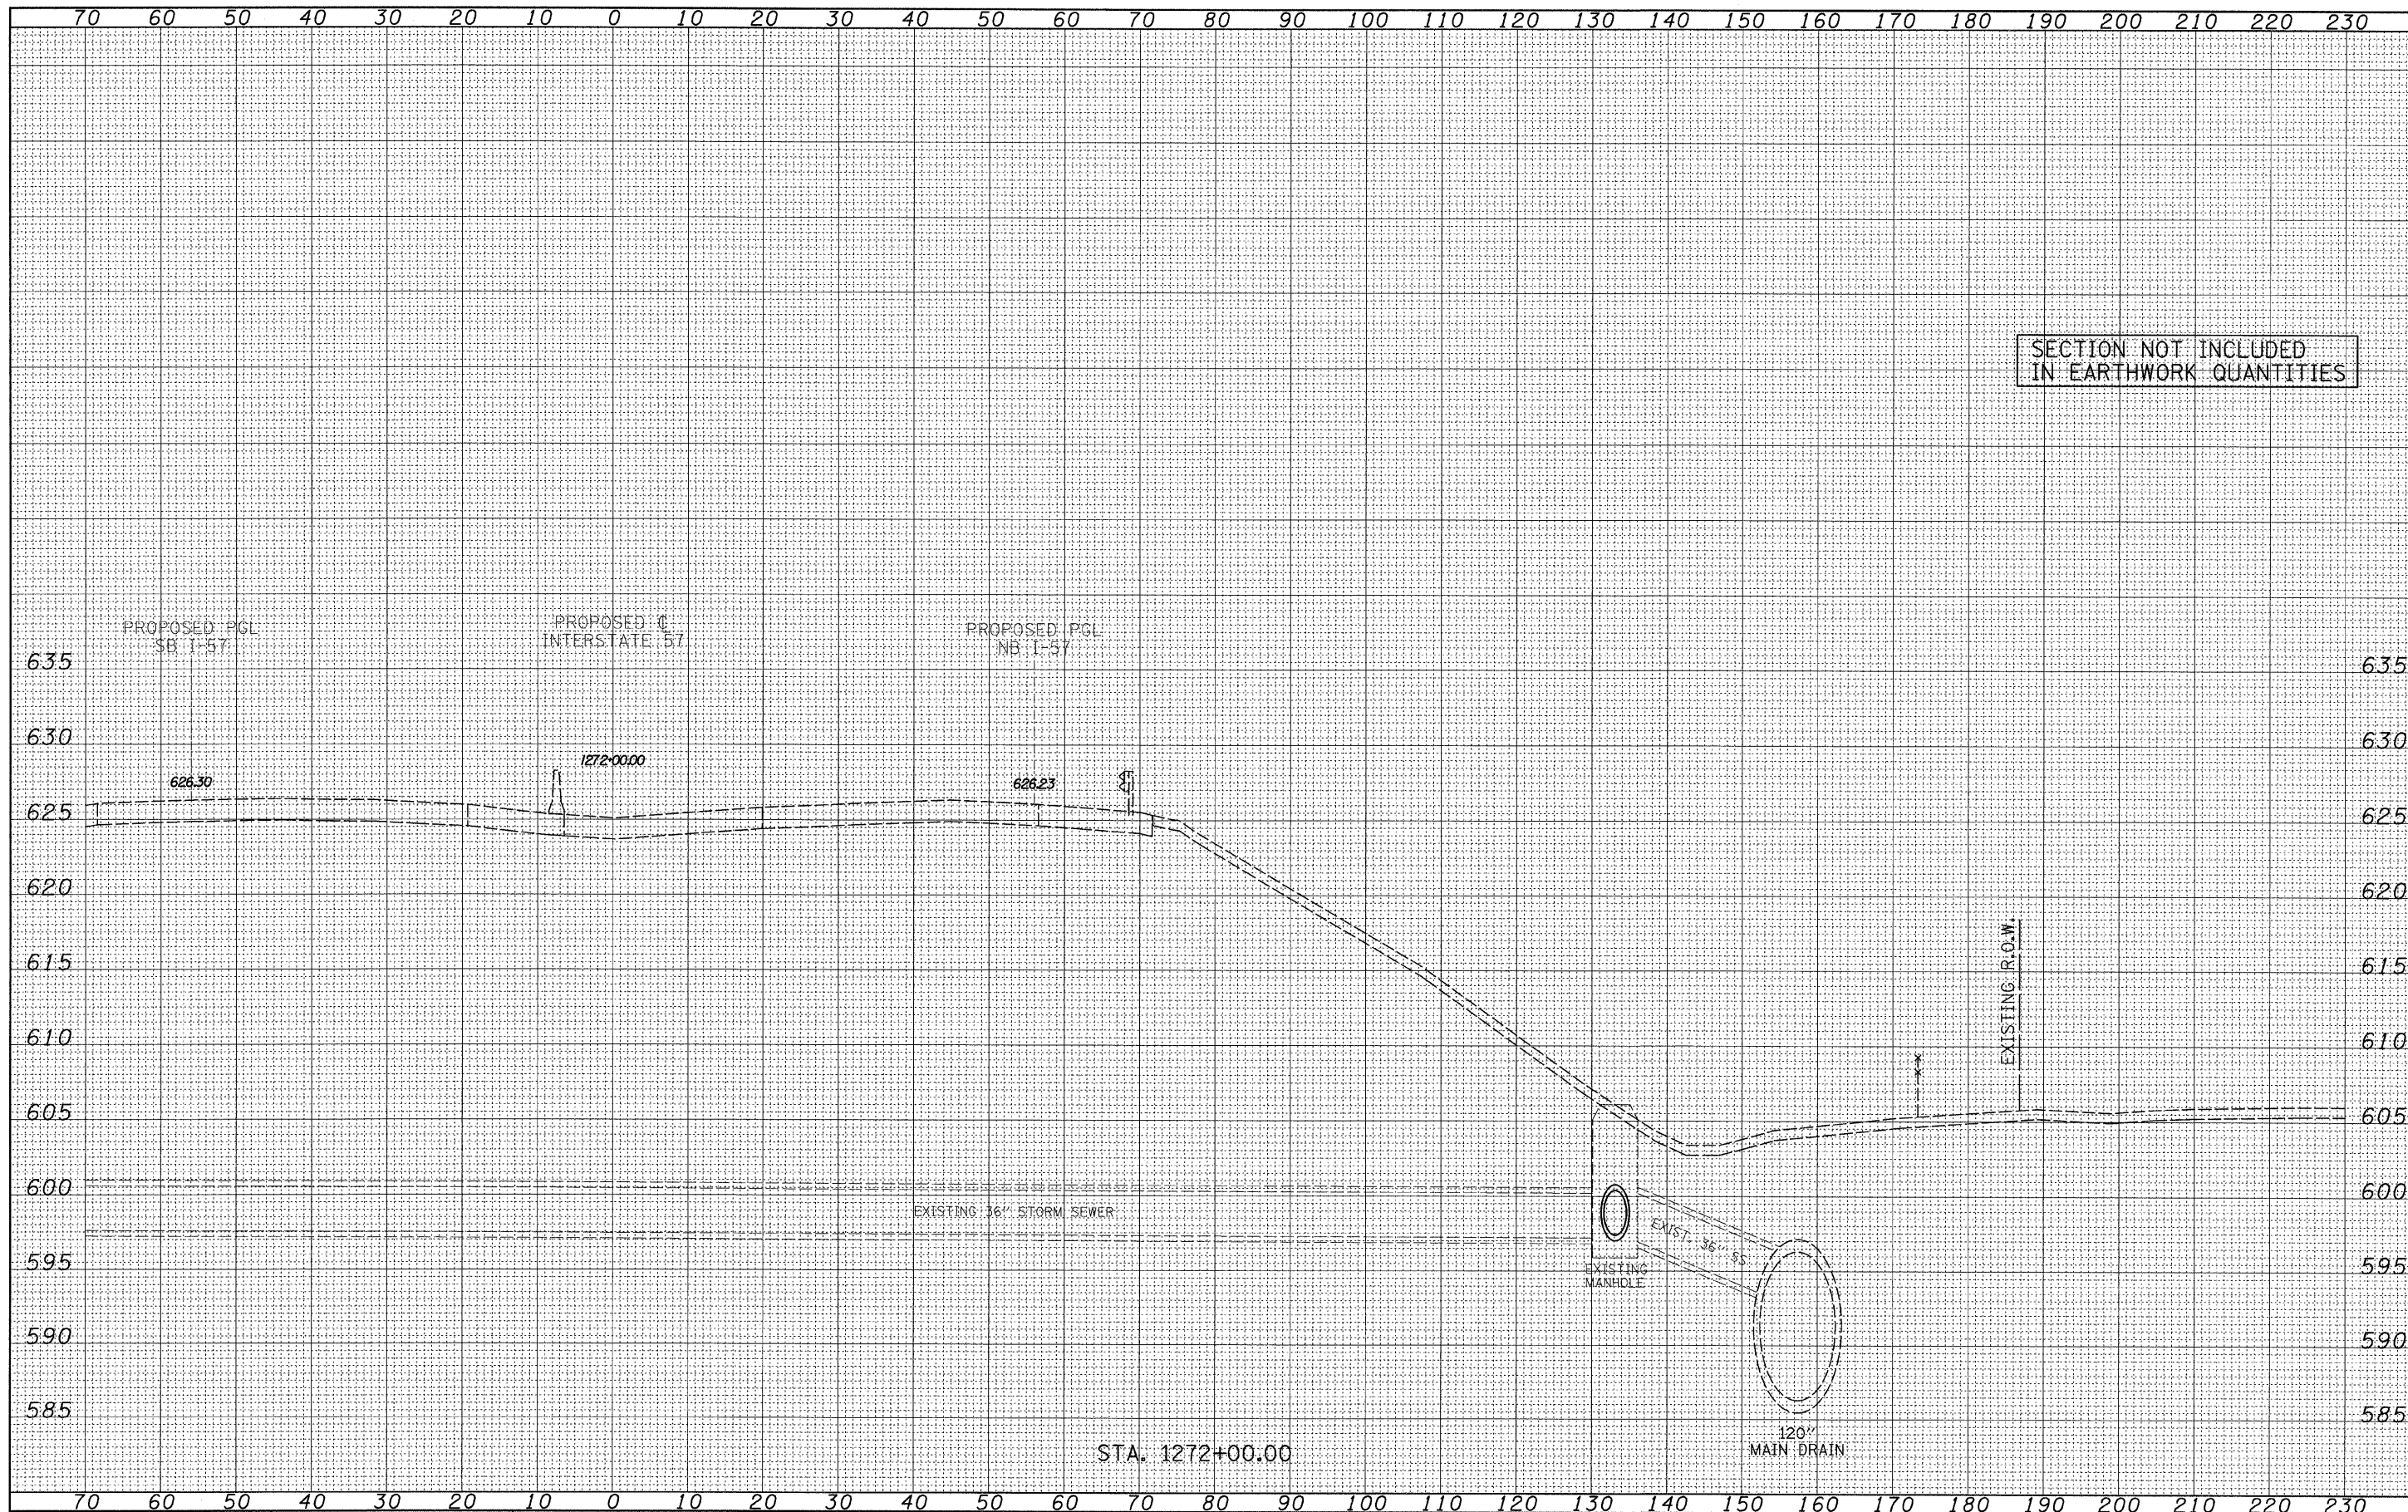 70 60 50 40 30 20 10 0 10 20 30 40 50 60 70 80 90 100 110 120 130 140 150 160 170 180 190 200 210 220 230
SECTION NOT INCLUDED
IN EARTHWORK QUANTITIES
PROPOSED PGL
SB I-57
PROPOSED ℄
INTERSTATE 57
PROPOSED PGL
NB I-57
635 635
630 630
1272+00.00
626.30
626.23
625 625
620 620
EXISTING R.O.W.
615 615
610 610
605 605
600 600
EXISTING 36" STORM SEWER
EXIST. 36" SS
595 595
EXISTING
MANHOLE
590 590
585 585
120"
MAIN DRAIN
STA. 1272+00.00
70 60 50 40 30 20 10 0 10 20 30 40 50 60 70 80 90 100 110 120 130 140 150 160 170 180 190 200 210 220 230